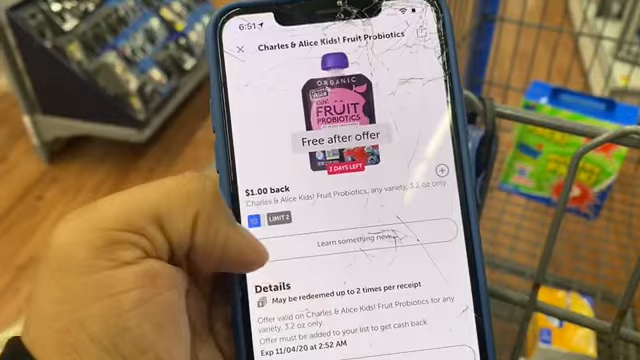 6:51
Charles & Alice Kids! Fruit Probiotics
ORGANIC
FRUIT
PROBIOTICS
Free after offer
3 DAYS LEFT
$1.00 back
Charles & Alice Kids! Fruit Probiotics, any variety, 3.2 oz only
LIMIT 2
Learn something new
Details
May be redeemed up to 2 times per receipt
Offer valid on Charles & Alice Kids! Fruit Probiotics for any
variety, 3.2 oz only.
Offer must be added to your list to get cash back
Exp 11/04/20 at 2:52 AM